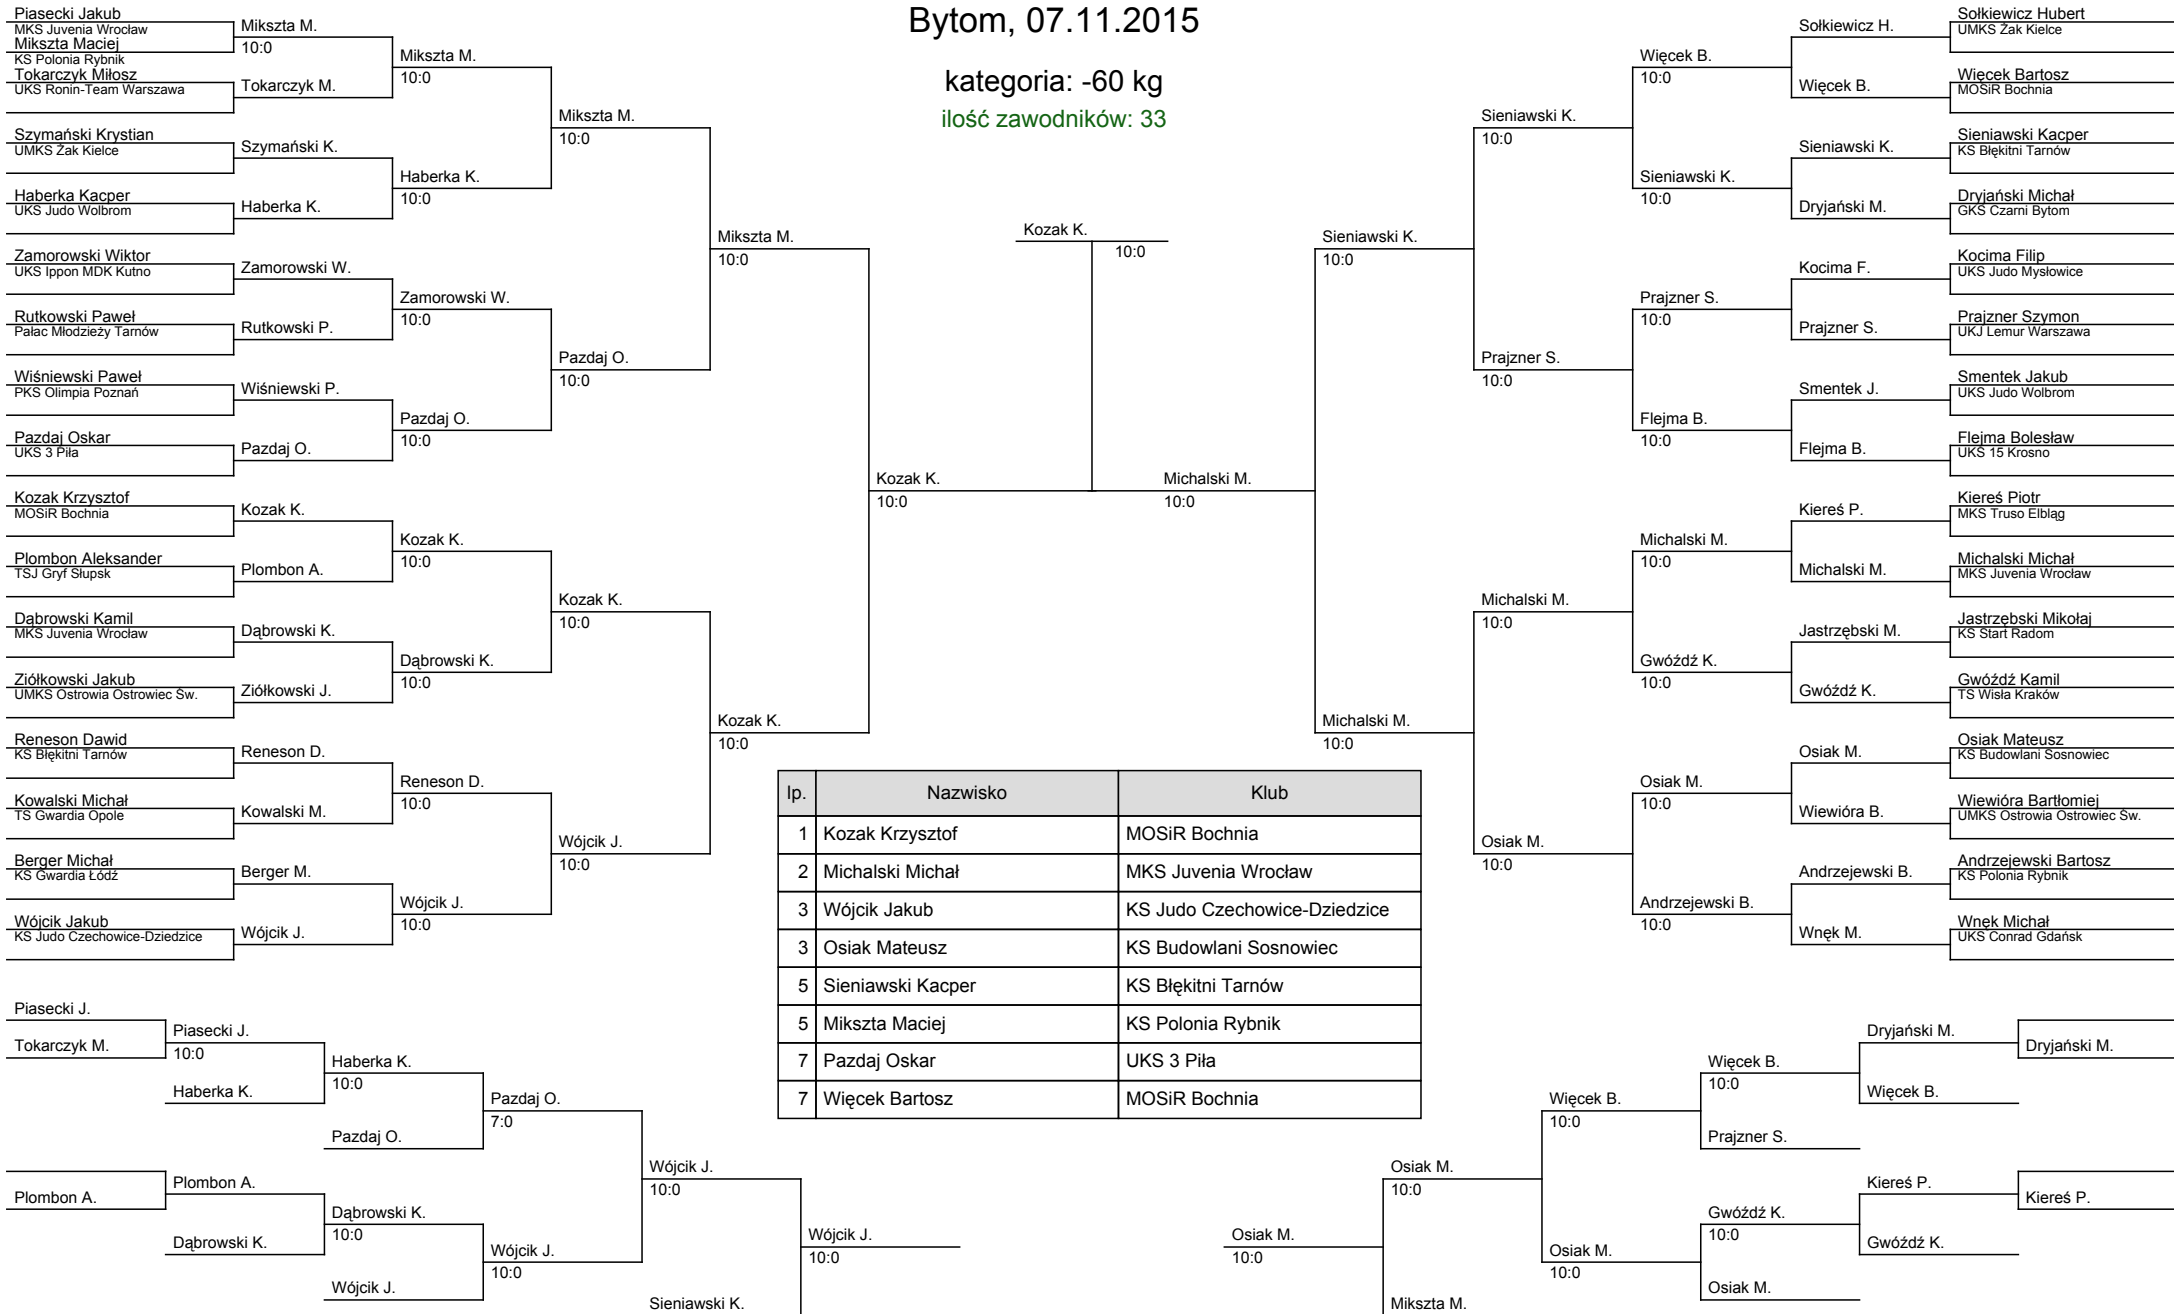 Bytom, 07.11.2015
kategoria: -60 kg
ilość zawodników: 33
Piasecki Jakub
MKS Juvenia Wrocław
Mikszta Maciej
KS Polonia Rybnik
Tokarczyk Miłosz
UKS Ronin-Team Warszawa
Szymański Krystian
UMKS Żak Kielce
Haberka Kacper
UKS Judo Wolbrom
Zamorowski Wiktor
UKS Ippon MDK Kutno
Rutkowski Paweł
Pałac Młodzieży Tarnów
Wiśniewski Paweł
PKS Olimpia Poznań
Pazdaj Oskar
UKS 3 Piła
Kozak Krzysztof
MOSiR Bochnia
Plombon Aleksander
TSJ Gryf Słupsk
Dąbrowski Kamil
MKS Juvenia Wrocław
Ziółkowski Jakub
UMKS Ostrowia Ostrowiec Św.
Reneson Dawid
KS Błękitni Tarnów
Kowalski Michał
TS Gwardia Opole
Berger Michał
KS Gwardia Łódź
Wójcik Jakub
KS Judo Czechowice-Dziedzice
Mikszta M.
10:0
Tokarczyk M.
Szymański K.
Haberka K.
Zamorowski W.
Rutkowski P.
Wiśniewski P.
Pazdaj O.
Kozak K.
Plombon A.
Dąbrowski K.
Ziółkowski J.
Reneson D.
Kowalski M.
Berger M.
Wójcik J.
Mikszta M.
10:0
Haberka K.
10:0
Zamorowski W.
10:0
Pazdaj O.
10:0
Kozak K.
10:0
Dąbrowski K.
10:0
Reneson D.
10:0
Wójcik J.
10:0
Mikszta M.
10:0
Pazdaj O.
10:0
Kozak K.
10:0
Wójcik J.
10:0
Mikszta M.
10:0
Kozak K.
10:0
Kozak K.
10:0
Kozak K.
10:0
Michalski M.
10:0
Sieniawski K.
10:0
Michalski M.
10:0
Sieniawski K.
10:0
Prajzner S.
10:0
Michalski M.
10:0
Osiak M.
10:0
Więcek B.
10:0
Sieniawski K.
10:0
Prajzner S.
10:0
Flejma B.
10:0
Michalski M.
10:0
Gwóźdź K.
10:0
Osiak M.
10:0
Andrzejewski B.
10:0
Sołkiewicz H.
Więcek B.
Sieniawski K.
Dryjański M.
Kocima F.
Prajzner S.
Smentek J.
Flejma B.
Kiereś P.
Michalski M.
Jastrzębski M.
Gwóźdź K.
Osiak M.
Wiewióra B.
Andrzejewski B.
Wnęk M.
Sołkiewicz Hubert
UMKS Żak Kielce
Więcek Bartosz
MOSiR Bochnia
Sieniawski Kacper
KS Błękitni Tarnów
Dryjański Michał
GKS Czarni Bytom
Kocima Filip
UKS Judo Mysłowice
Prajzner Szymon
UKJ Lemur Warszawa
Smentek Jakub
UKS Judo Wolbrom
Flejma Bolesław
UKS 15 Krosno
Kiereś Piotr
MKS Truso Elbląg
Michalski Michał
MKS Juvenia Wrocław
Jastrzębski Mikołaj
KS Start Radom
Gwóźdź Kamil
TS Wisła Kraków
Osiak Mateusz
KS Budowlani Sosnowiec
Wiewióra Bartłomiej
UMKS Ostrowia Ostrowiec Św.
Andrzejewski Bartosz
KS Polonia Rybnik
Wnęk Michał
UKS Conrad Gdańsk
lp. Nazwisko Klub
1 Kozak Krzysztof MOSiR Bochnia
2 Michalski Michał MKS Juvenia Wrocław
3 Wójcik Jakub KS Judo Czechowice-Dziedzice
3 Osiak Mateusz KS Budowlani Sosnowiec
5 Sieniawski Kacper KS Błękitni Tarnów
5 Mikszta Maciej KS Polonia Rybnik
7 Pazdaj Oskar UKS 3 Piła
7 Więcek Bartosz MOSiR Bochnia
Piasecki J.
Tokarczyk M.
Plombon A.
Piasecki J.
10:0
Haberka K.
Plombon A.
Dąbrowski K.
Haberka K.
10:0
Pazdaj O.
Dąbrowski K.
10:0
Wójcik J.
Pazdaj O.
7:0
Wójcik J.
10:0
Wójcik J.
10:0
Sieniawski K.
Wójcik J.
10:0
Osiak M.
10:0
Osiak M.
10:0
Mikszta M.
Więcek B.
10:0
Osiak M.
10:0
Więcek B.
10:0
Prajzner S.
Gwóźdź K.
10:0
Osiak M.
Dryjański M.
Więcek B.
Kiereś P.
Gwóźdź K.
Dryjański M.
Kiereś P.